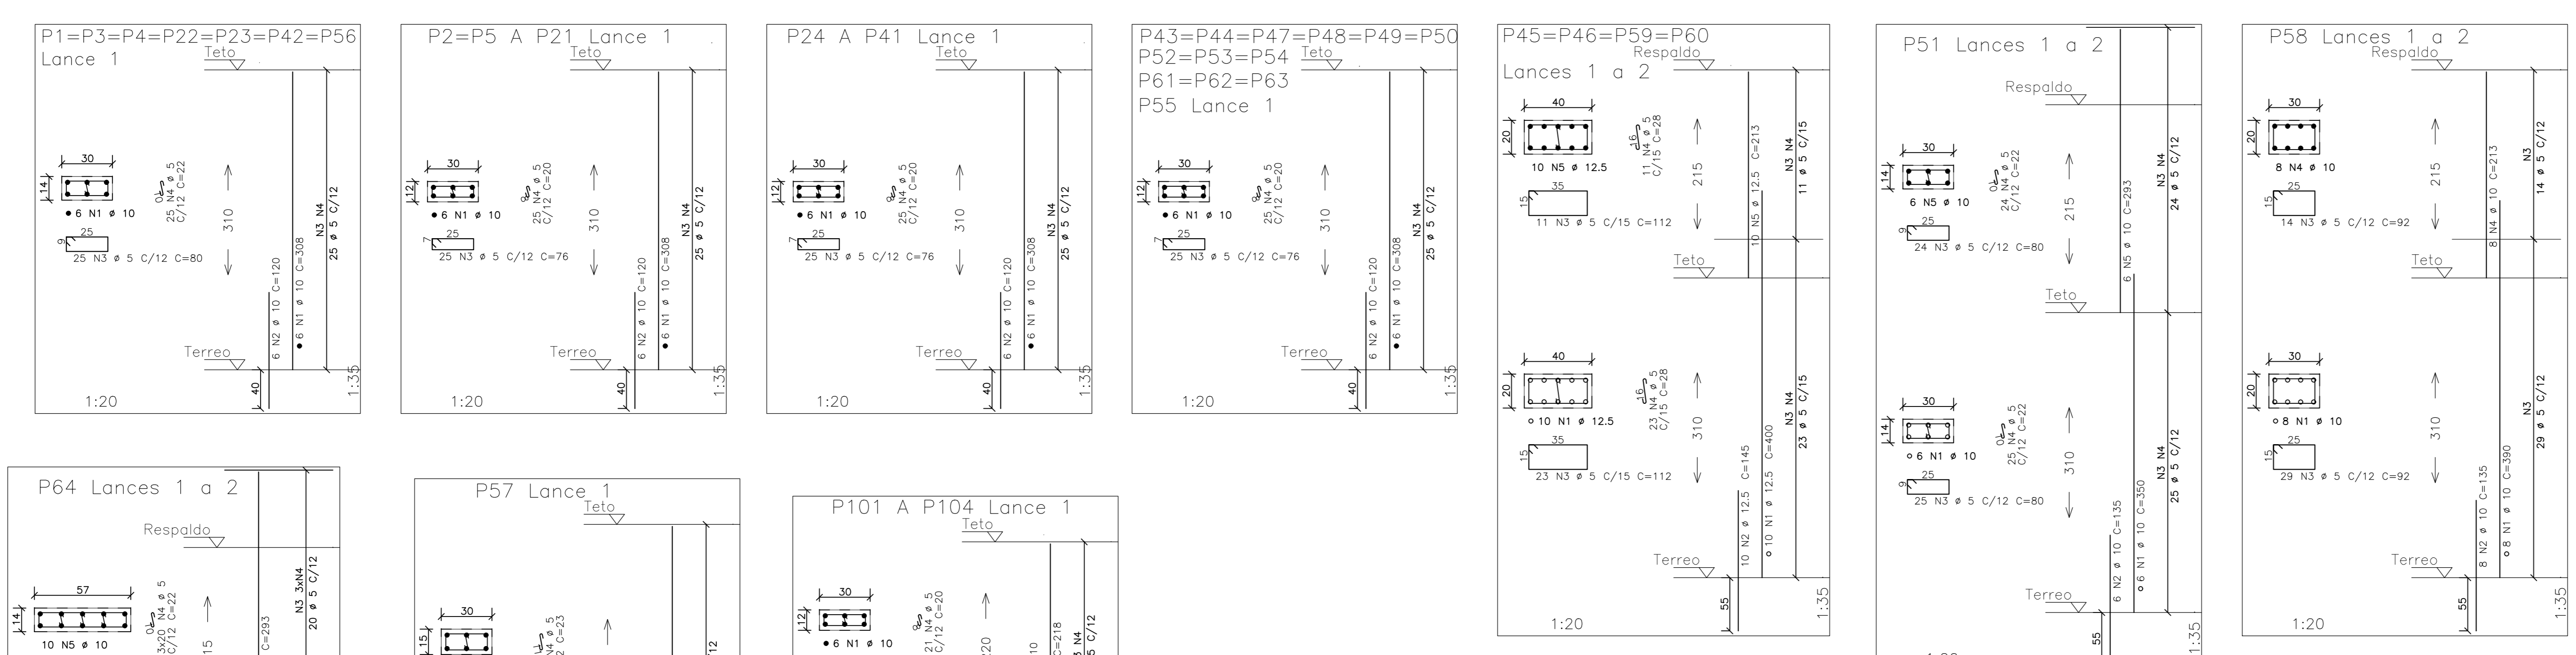 P1=P3=P4=P22=P23=P42=P56
Lance 1
Teto
30
14
● 6 N1 ø 10
25 N4 ø 5
C/12 C=22
10
25
9
25 N3 ø 5 C/12 C=80
310
6 N2 ø 10 C=120
● 6 N1 ø 10 C=308
N3 N4
25 ø 5 C/12
Terreo
40
1:20
1:35
P2=P5 A P21 Lance 1
Teto
30
12
● 6 N1 ø 10
25 N4 ø 5
C/12 C=20
8
25
7
25 N3 ø 5 C/12 C=76
310
6 N2 ø 10 C=120
● 6 N1 ø 10 C=308
N3 N4
25 ø 5 C/12
Terreo
40
1:20
1:35
P24 A P41 Lance 1
Teto
30
12
● 6 N1 ø 10
25 N4 ø 5
C/12 C=20
8
25
7
25 N3 ø 5 C/12 C=76
310
6 N2 ø 10 C=120
● 6 N1 ø 10 C=308
N3 N4
25 ø 5 C/12
Terreo
40
1:20
1:35
P43=P44=P47=P48=P49=P50
P52=P53=P54
P61=P62=P63
P55 Lance 1
Teto
30
12
● 6 N1 ø 10
25 N4 ø 5
C/12 C=20
8
25
7
25 N3 ø 5 C/12 C=76
310
6 N2 ø 10 C=120
● 6 N1 ø 10 C=308
N3 N4
25 ø 5 C/12
Terreo
40
1:20
1:35
P45=P46=P59=P60
Respaldo
Lances 1 a 2
40
20
10 N5 ø 12.5
16
11 N4 ø 5
C/15 C=28
35
15
11 N3 ø 5 C/15 C=112
215
10 N5 ø 12.5 C=213
N3 N4
11 ø 5 C/15
Teto
40
20
○ 10 N1 ø 12.5
16
23 N4 ø 5
C/15 C=28
35
15
23 N3 ø 5 C/15 C=112
310
10 N2 ø 12.5 C=145
○ 10 N1 ø 12.5 C=400
N3 N4
23 ø 5 C/15
Terreo
55
1:20
1:35
P51 Lances 1 a 2
Respaldo
30
14
6 N5 ø 10
10
24 N4 ø 5
C/12 C=22
25
9
24 N3 ø 5 C/12 C=80
215
6 N5 ø 10 C=293
N3 N4
24 ø 5 C/12
Teto
30
14
○ 6 N1 ø 10
10
25 N4 ø 5
C/12 C=22
25
9
25 N3 ø 5 C/12 C=80
310
6 N2 ø 10 C=135
○ 6 N1 ø 10 C=350
N3 N4
25 ø 5 C/12
Terreo
55
1:35
P58 Lances 1 a 2
Respaldo
30
20
8 N4 ø 10
25
15
14 N3 ø 5 C/12 C=92
215
8 N4 ø 10 C=213
N3
14 ø 5 C/12
Teto
30
20
○ 8 N1 ø 10
25
15
29 N3 ø 5 C/12 C=92
310
8 N2 ø 10 C=135
○ 8 N1 ø 10 C=390
N3
29 ø 5 C/12
Terreo
55
1:20
1:35
P64 Lances 1 a 2
Respaldo
57
14
10 N5 ø 10
10
3x20 N4 ø 5
C/12 C=22
C=293
N3 3xN4
20 ø 5 C/12
P57 Lance 1
Teto
30
15
P101 A P104 Lance 1
Teto
30
12
● 6 N1 ø 10
8
21 N4 ø 5
C/12 C=20
C=218